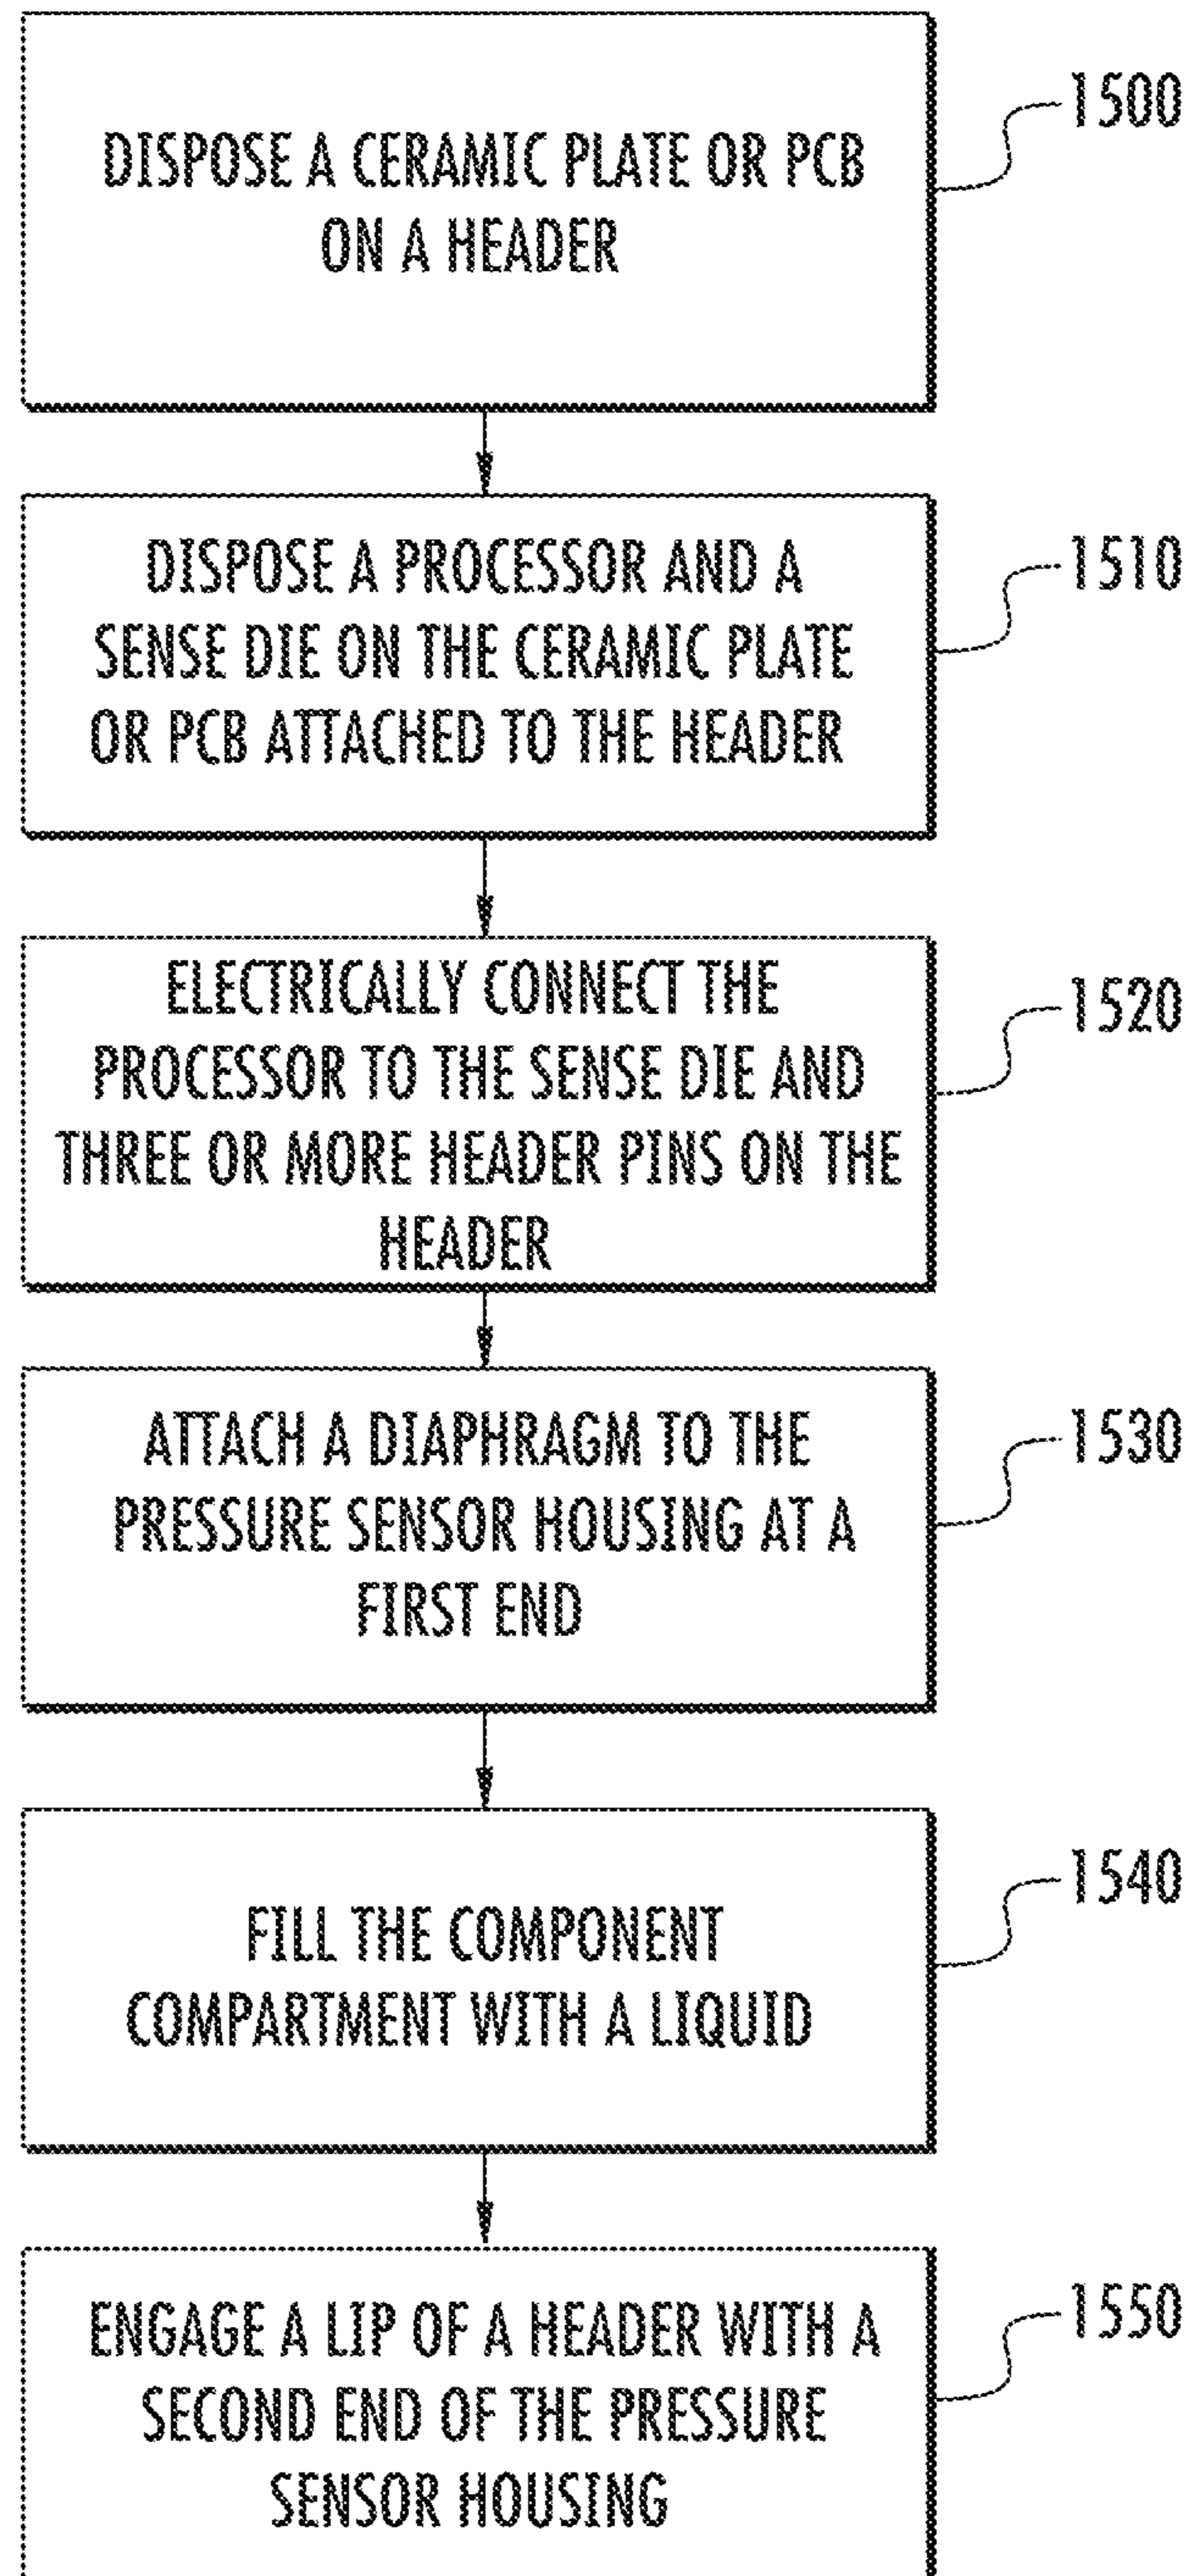 DISPOSE A CERAMIC PLATE OR PCB
ON A HEADER
1500
DISPOSE A PROCESSOR AND A
SENSE DIE ON THE CERAMIC PLATE
OR PCB ATTACHED TO THE HEADER
1510
ELECTRICALLY CONNECT THE
PROCESSOR TO THE SENSE DIE AND
THREE OR MORE HEADER PINS ON THE
HEADER
1520
ATTACH A DIAPHRAGM TO THE
PRESSURE SENSOR HOUSING AT A
FIRST END
1530
FILL THE COMPONENT
COMPARTMENT WITH A LIQUID
1540
ENGAGE A LIP OF A HEADER WITH A
SECOND END OF THE PRESSURE
SENSOR HOUSING
1550